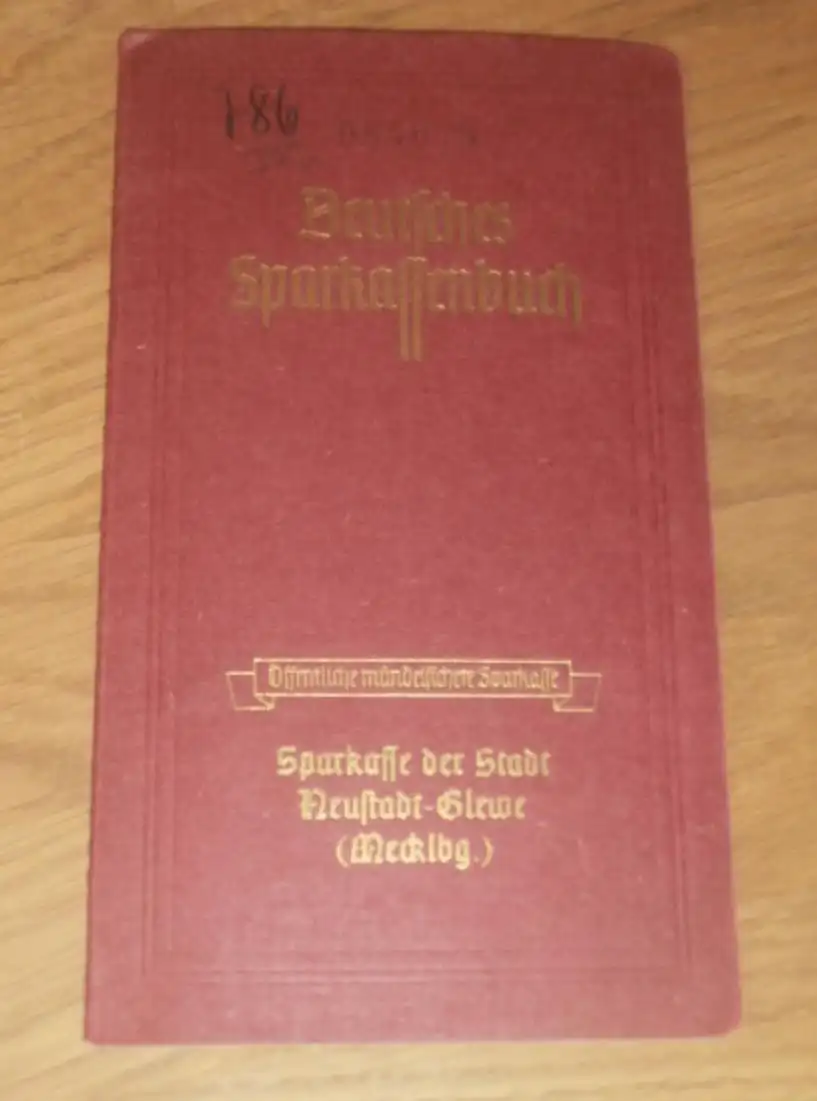 186
Deutsches
Sparkassenbuch
Öffentliche mündelsichere Sparkasse
Sparkasse der Stadt
Neustadt-Glewe
(Mecklbg.)